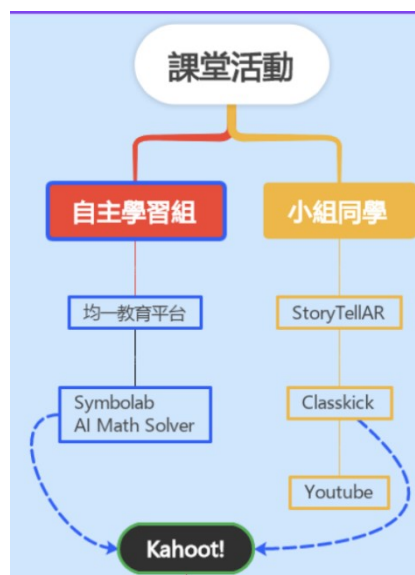 課堂活動
自主學習組
小組同學
均一教育平台
StoryTellAR
Symbolab
AI Math Solver
Classkick
Youtube
Kahoot!